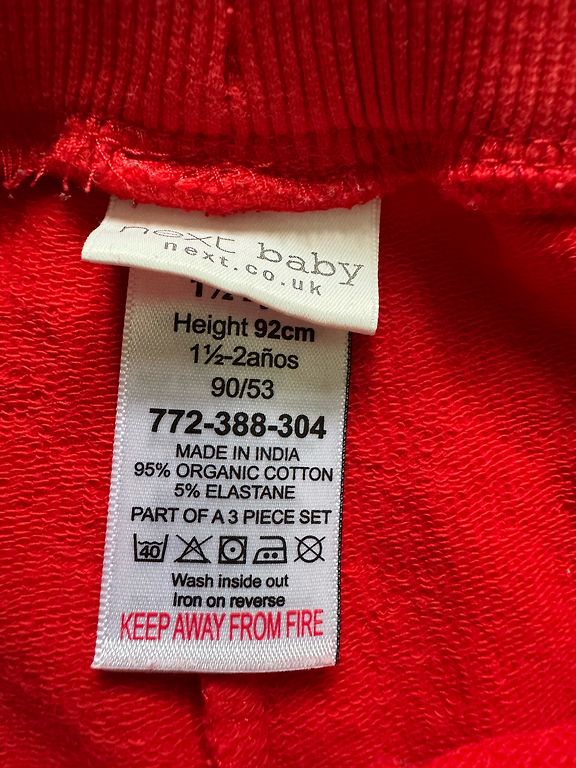 next baby
next.co.uk
Height 92cm
1½-2años
90/53
772-388-304
MADE IN INDIA
95% ORGANIC COTTON
5% ELASTANE
PART OF A 3 PIECE SET
40
Wash inside out
Iron on reverse
KEEP AWAY FROM FIRE